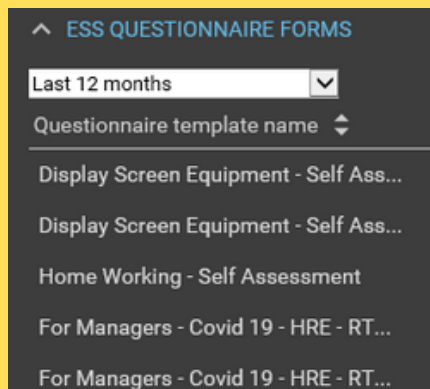 ESS QUESTIONNAIRE FORMS
Last 12 months
Questionnaire template name
Display Screen Equipment - Self Ass...
Display Screen Equipment - Self Ass...
Home Working - Self Assessment
For Managers - Covid 19 - HRE - RT...
For Managers - Covid 19 - HRE - RT...